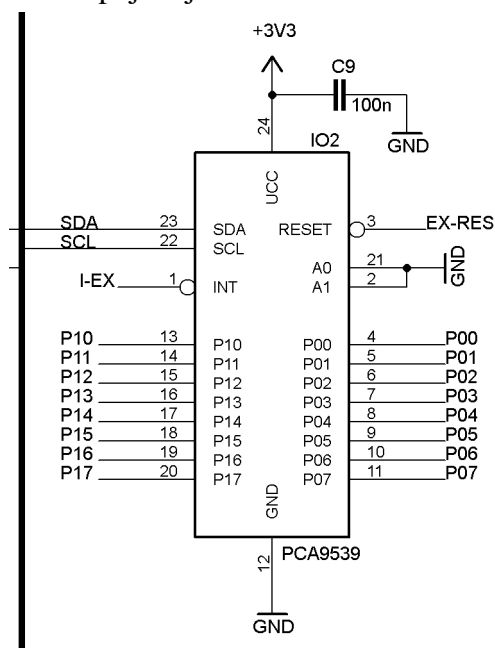 +3V3
C9
100n
GND
24
IO2
UCC
SDA 23 SDA RESET 3 EX-RES
SCL 22 SCL
A0 21 GND
I-EX 1 INT A1 2
P10 13 P10 P00 4 P00
P11 14 P11 P01 5 P01
P12 15 P12 P02 6 P02
P13 16 P13 P03 7 P03
P14 17 P14 P04 8 P04
P15 18 P15 P05 9 P05
P16 19 P16 P06 10 P06
P17 20 P17 P07 11 P07
GND
12
PCA9539
GND